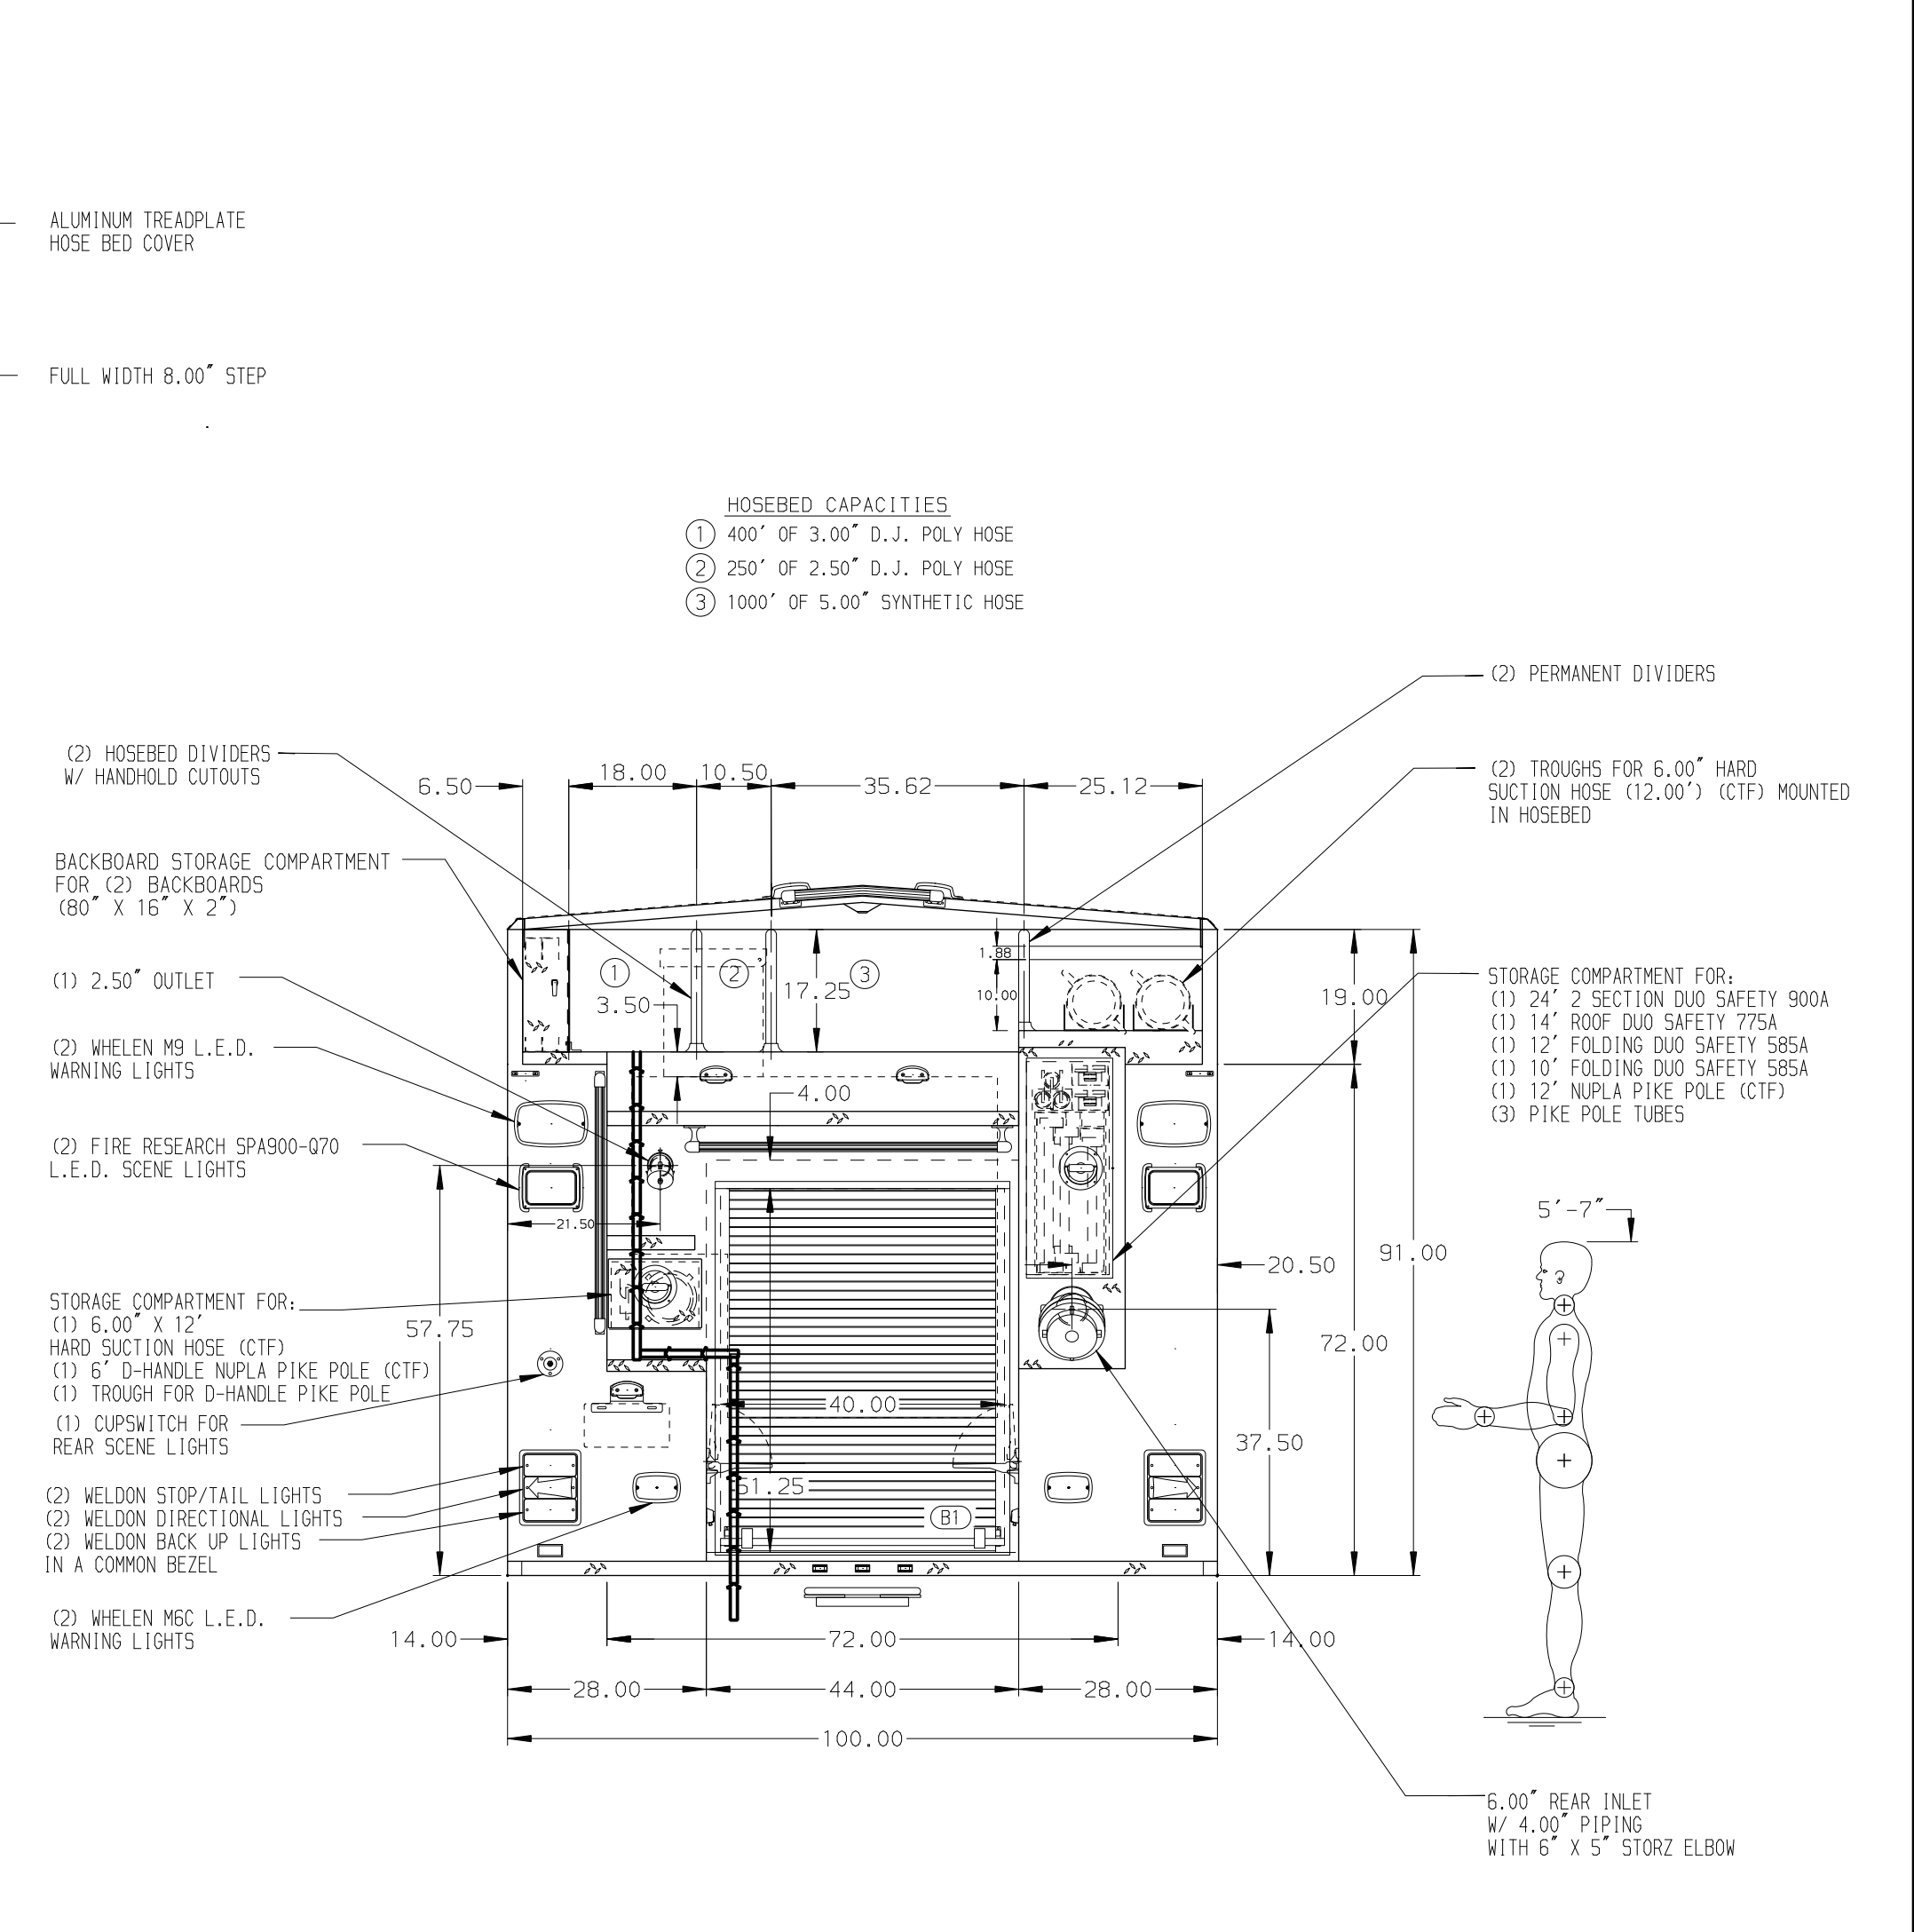 ALUMINUM TREADPLATE
HOSE BED COVER
FULL WIDTH 8.00" STEP
HOSEBED CAPACITIES
1 400' OF 3.00" D.J. POLY HOSE
2 250' OF 2.50" D.J. POLY HOSE
3 1000' OF 5.00" SYNTHETIC HOSE
(2) PERMANENT DIVIDERS
(2) HOSEBED DIVIDERS
W/ HANDHOLD CUTOUTS
(2) TROUGHS FOR 6.00" HARD
SUCTION HOSE (12.00') (CTF) MOUNTED
IN HOSEBED
6.50
18.00
10.50
35.62
25.12
BACKBOARD STORAGE COMPARTMENT
FOR (2) BACKBOARDS
(80" X 16" X 2")
(1) 2.50" OUTLET
(2) WHELEN M9 L.E.D.
WARNING LIGHTS
(2) FIRE RESEARCH SPA900-Q70
L.E.D. SCENE LIGHTS
STORAGE COMPARTMENT FOR:
(1) 6.00" X 12'
HARD SUCTION HOSE (CTF)
(1) 6' D-HANDLE NUPLA PIKE POLE (CTF)
(1) TROUGH FOR D-HANDLE PIKE POLE
(1) CUPSWITCH FOR
REAR SCENE LIGHTS
(2) WELDON STOP/TAIL LIGHTS
(2) WELDON DIRECTIONAL LIGHTS
(2) WELDON BACK UP LIGHTS
IN A COMMON BEZEL
(2) WHELEN M6C L.E.D.
WARNING LIGHTS
1
2
3
3.50
17.25
1.88
10.00
19.00
4.00
21.50
57.75
20.50
91.00
72.00
40.00
37.50
51.25
B1
14.00
72.00
14.00
28.00
44.00
28.00
100.00
STORAGE COMPARTMENT FOR:
(1) 24' 2 SECTION DUO SAFETY 900A
(1) 14' ROOF DUO SAFETY 775A
(1) 12' FOLDING DUO SAFETY 585A
(1) 10' FOLDING DUO SAFETY 585A
(1) 12' NUPLA PIKE POLE (CTF)
(3) PIKE POLE TUBES
5'-7"
6.00" REAR INLET
W/ 4.00" PIPING
WITH 6" X 5" STORZ ELBOW